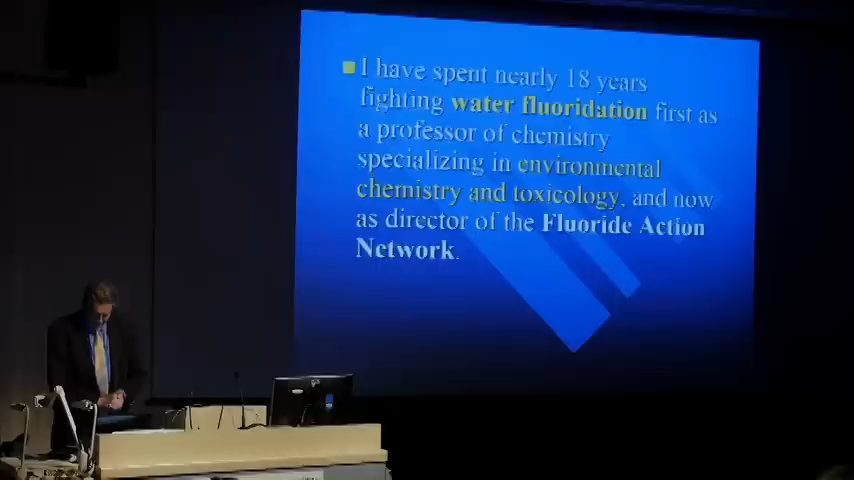 I have spent nearly 18 years
fighting water fluoridation first as
a professor of chemistry
specializing in environmental
chemistry and toxicology, and now
as director of the Fluoride Action
Network.